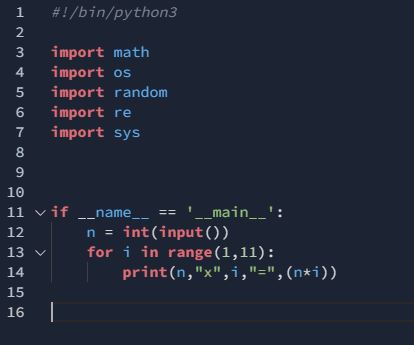 1 #!/bin/python3
2
3 import math
4 import os
5 import random
6 import re
7 import sys
8
9
10
11 if __name__ == '__main__':
12     n = int(input())
13     for i in range(1,11):
14         print(n,"x",i,"=",(n*i))
15
16